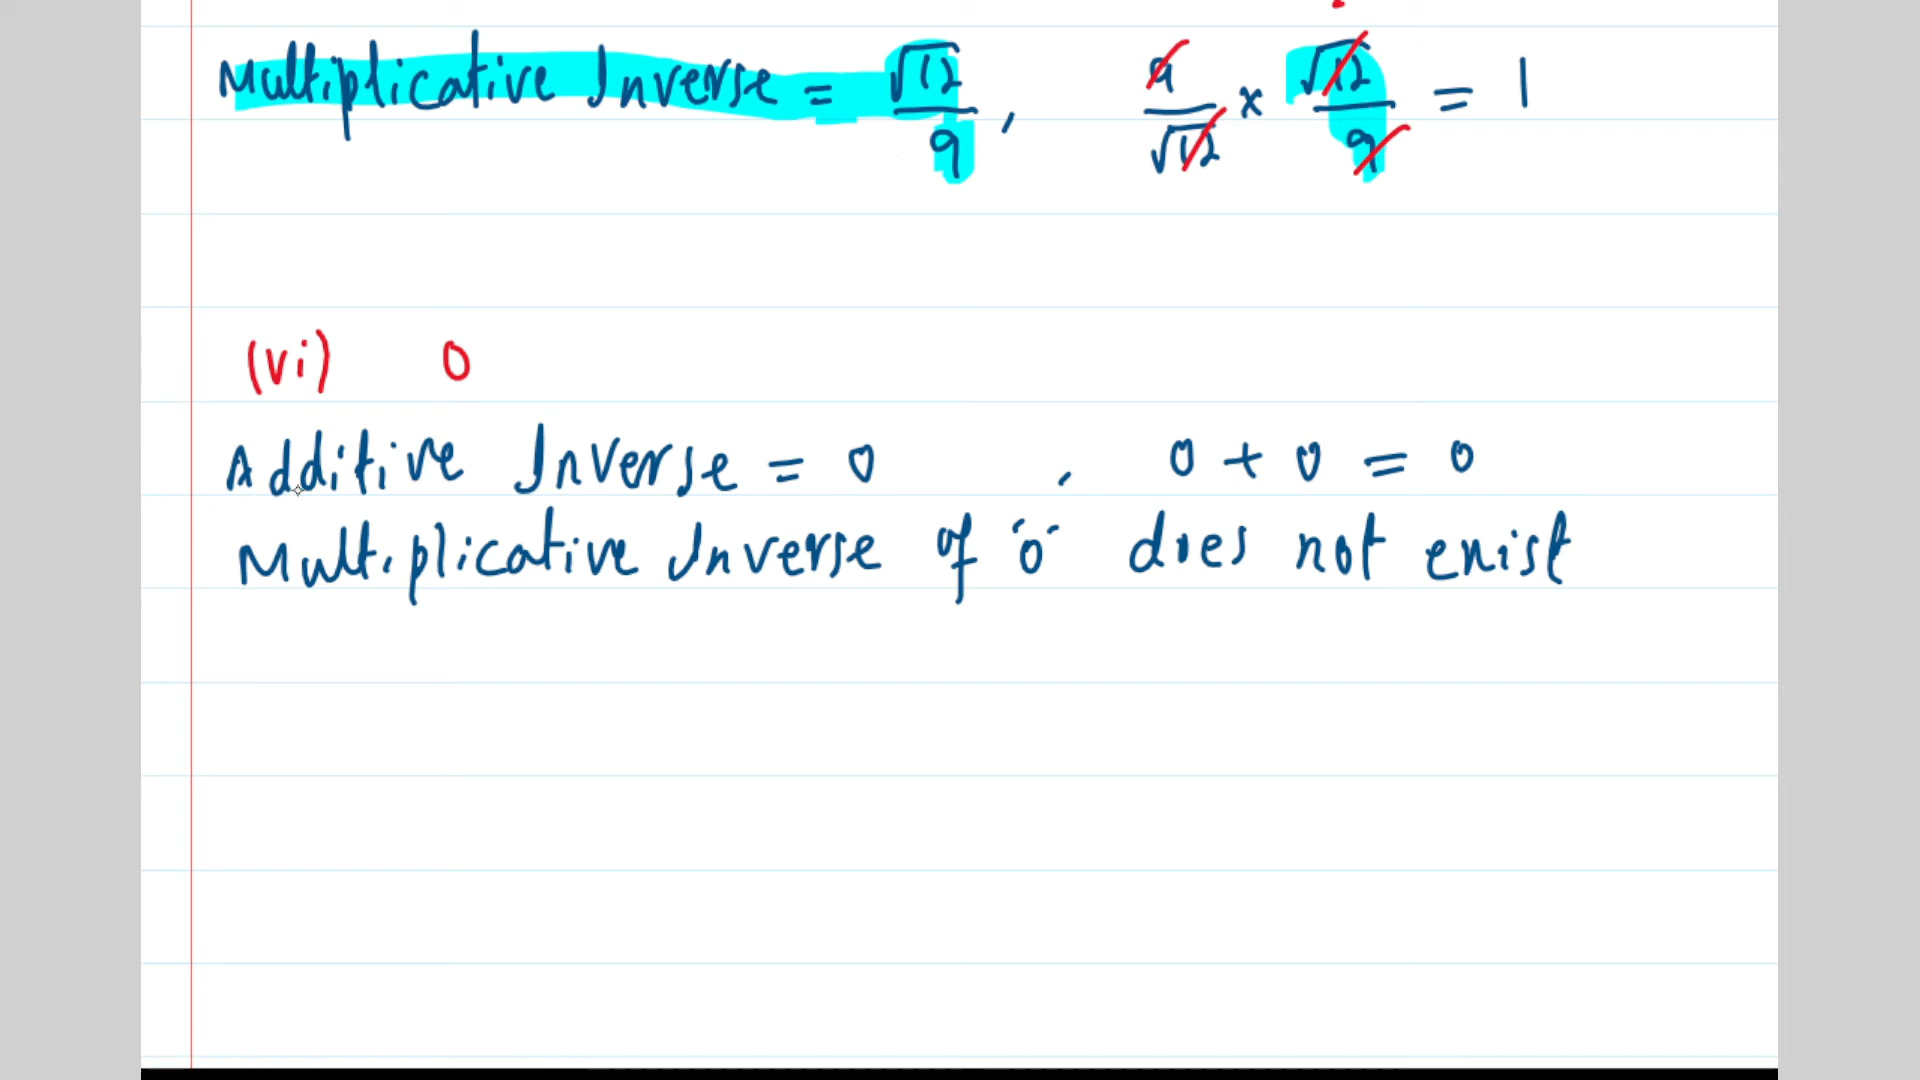 Multiplicative Inverse = √12/9 , 9/√12 × √12/9 = 1
(vi) 0
Additive Inverse = 0 , 0 + 0 = 0
Multiplicative Inverse of "0" does not exist